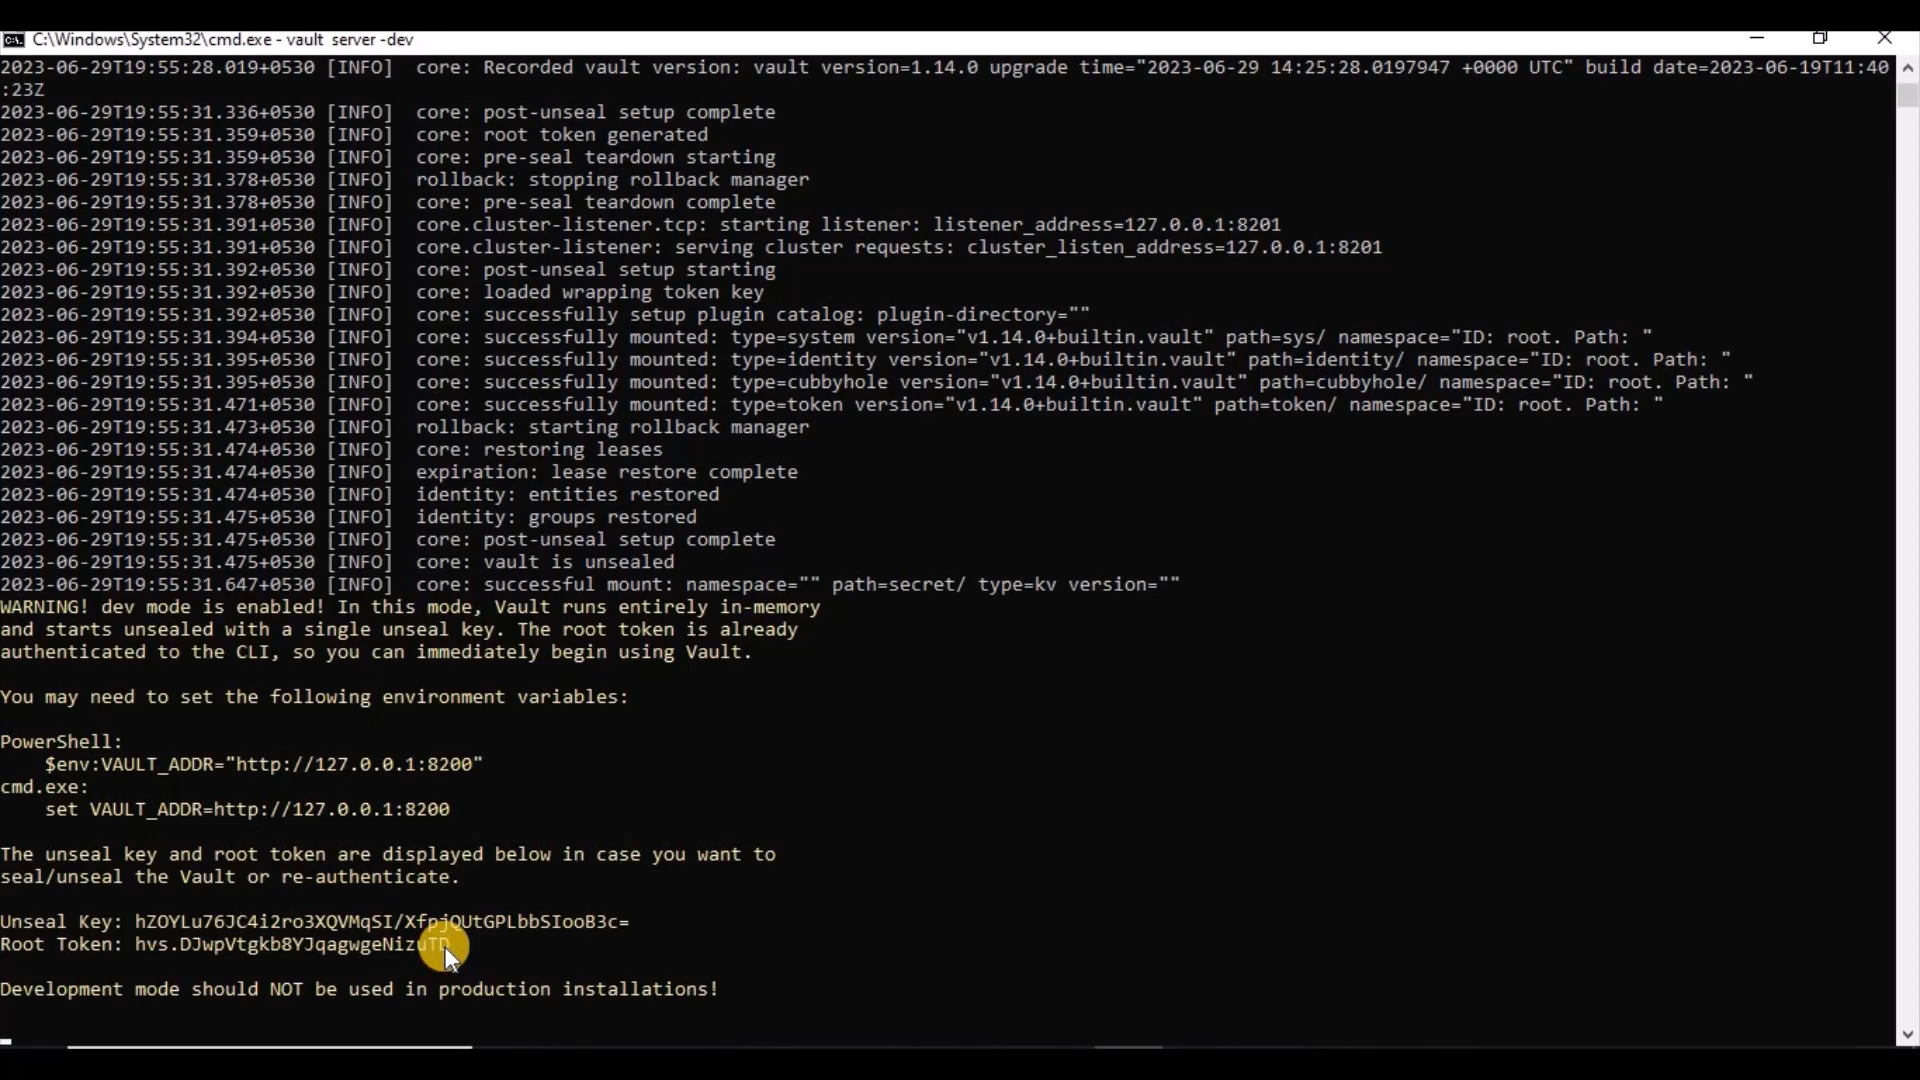 C:\Windows\System32\cmd.exe - vault  server -dev
2023-06-29T19:55:28.019+0530 [INFO]  core: Recorded vault version: vault version=1.14.0 upgrade time="2023-06-29 14:25:28.0197947 +0000 UTC" build date=2023-06-19T11:40
:23Z
2023-06-29T19:55:31.336+0530 [INFO]  core: post-unseal setup complete
2023-06-29T19:55:31.359+0530 [INFO]  core: root token generated
2023-06-29T19:55:31.359+0530 [INFO]  core: pre-seal teardown starting
2023-06-29T19:55:31.378+0530 [INFO]  rollback: stopping rollback manager
2023-06-29T19:55:31.378+0530 [INFO]  core: pre-seal teardown complete
2023-06-29T19:55:31.391+0530 [INFO]  core.cluster-listener.tcp: starting listener: listener_address=127.0.0.1:8201
2023-06-29T19:55:31.391+0530 [INFO]  core.cluster-listener: serving cluster requests: cluster_listen_address=127.0.0.1:8201
2023-06-29T19:55:31.392+0530 [INFO]  core: post-unseal setup starting
2023-06-29T19:55:31.392+0530 [INFO]  core: loaded wrapping token key
2023-06-29T19:55:31.392+0530 [INFO]  core: successfully setup plugin catalog: plugin-directory=""
2023-06-29T19:55:31.394+0530 [INFO]  core: successfully mounted: type=system version="v1.14.0+builtin.vault" path=sys/ namespace="ID: root. Path: "
2023-06-29T19:55:31.395+0530 [INFO]  core: successfully mounted: type=identity version="v1.14.0+builtin.vault" path=identity/ namespace="ID: root. Path: "
2023-06-29T19:55:31.395+0530 [INFO]  core: successfully mounted: type=cubbyhole version="v1.14.0+builtin.vault" path=cubbyhole/ namespace="ID: root. Path: "
2023-06-29T19:55:31.471+0530 [INFO]  core: successfully mounted: type=token version="v1.14.0+builtin.vault" path=token/ namespace="ID: root. Path: "
2023-06-29T19:55:31.473+0530 [INFO]  rollback: starting rollback manager
2023-06-29T19:55:31.474+0530 [INFO]  core: restoring leases
2023-06-29T19:55:31.474+0530 [INFO]  expiration: lease restore complete
2023-06-29T19:55:31.474+0530 [INFO]  identity: entities restored
2023-06-29T19:55:31.475+0530 [INFO]  identity: groups restored
2023-06-29T19:55:31.475+0530 [INFO]  core: post-unseal setup complete
2023-06-29T19:55:31.475+0530 [INFO]  core: vault is unsealed
2023-06-29T19:55:31.647+0530 [INFO]  core: successful mount: namespace="" path=secret/ type=kv version=""
WARNING! dev mode is enabled! In this mode, Vault runs entirely in-memory
and starts unsealed with a single unseal key. The root token is already
authenticated to the CLI, so you can immediately begin using Vault.
You may need to set the following environment variables:
PowerShell:
    $env:VAULT_ADDR="http://127.0.0.1:8200"
cmd.exe:
    set VAULT_ADDR=http://127.0.0.1:8200
The unseal key and root token are displayed below in case you want to
seal/unseal the Vault or re-authenticate.
Unseal Key: hZOYLu76JC4i2ro3XQVMqSI/XfpjQUtGPLbbSIooB3c=
Root Token: hvs.DJwpVtgkb8YJqagwgeNizuTD
Development mode should NOT be used in production installations!